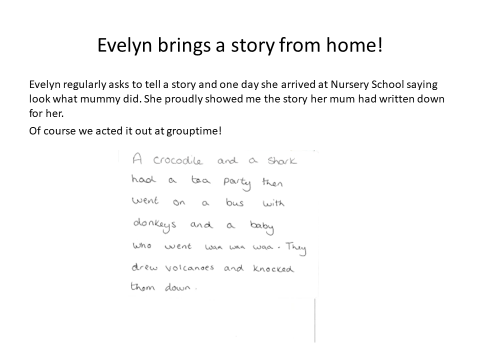 Evelyn brings a story from home!
Evelyn regularly asks to tell a story and one day she arrived at Nursery School saying
look what mummy did. She proudly showed me the story her mum had written down
for her.
Of course we acted it out at grouptime!
A crocodile and a shark
had a tea party then
went on a bus with
donkeys and a baby
who went waa waa waa. They
drew volcanoes and knocked
them down.